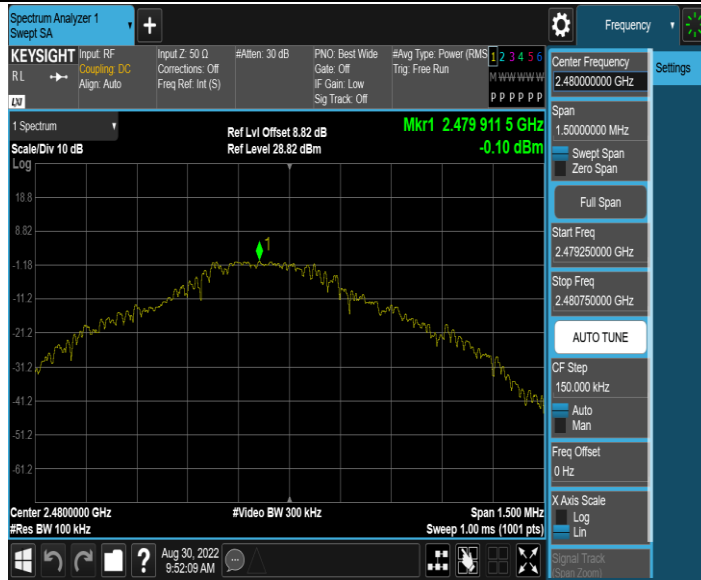 Spectrum Analyzer 1
Swept SA
+
Frequency
KEYSIGHT
RL
LXI
Input: RF
Coupling: DC
Align: Auto
Input Z: 50 Ω
Corrections: Off
Freq Ref: Int (S)
#Atten: 30 dB
PNO: Best Wide
Gate: Off
IF Gain: Low
Sig Track: Off
#Avg Type: Power (RMS
Trig: Free Run
1 2 3 4 5 6
M W W W W W
P P P P P P
1 Spectrum
Scale/Div 10 dB
Log
Ref Lvl Offset 8.82 dB
Ref Level 28.82 dBm
Mkr1 2.479 911 5 GHz
-0.10 dBm
18.8
8.82
-1.18
-11.2
-21.2
-31.2
-41.2
-51.2
-61.2
1
Center 2.4800000 GHz
#Res BW 100 kHz
#Video BW 300 kHz
Span 1.500 MHz
Sweep 1.00 ms (1001 pts)
?
Aug 30, 2022
9:52:09 AM
Center Frequency
2.480000000 GHz
Settings
Span
1.50000000 MHz
Swept Span
Zero Span
Full Span
Start Freq
2.479250000 GHz
Stop Freq
2.480750000 GHz
AUTO TUNE
CF Step
150.000 kHz
Auto
Man
Freq Offset
0 Hz
X Axis Scale
Log
Lin
Signal Track
(Span Zoom)